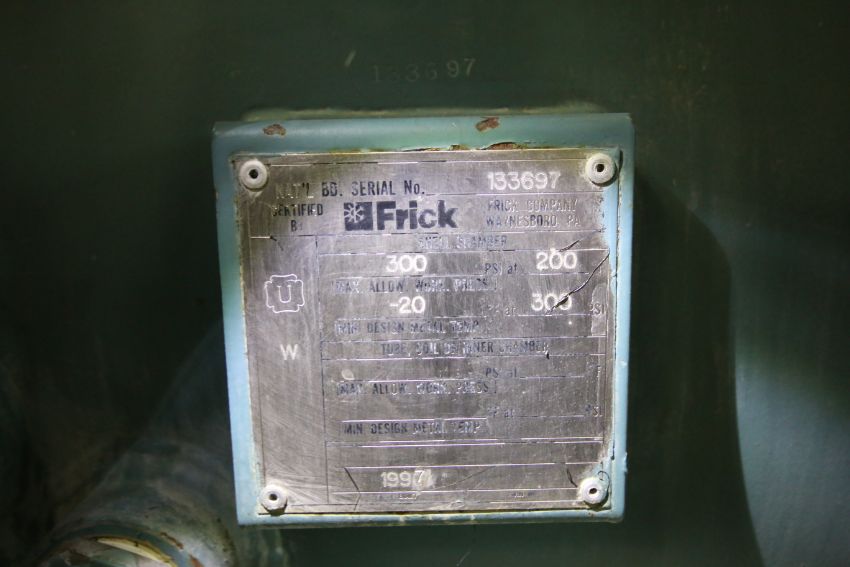 133697
NAT'L BD. SERIAL No. 133697
CERTIFIED BY Frick FRICK COMPANY
WAYNESBORO, PA
SHELL CHAMBER
300 PSI at 200
(MAX. ALLOW. WORK. PRESS.)
-20 °F at 300 PSI
MIN. DESIGN METAL TEMP.
U
W
TUBE, COIL OR INNER CHAMBER
PSI at °F
(MAX. ALLOW. WORK. PRESS.)
°F at PSI
MIN. DESIGN METAL TEMP.
1997